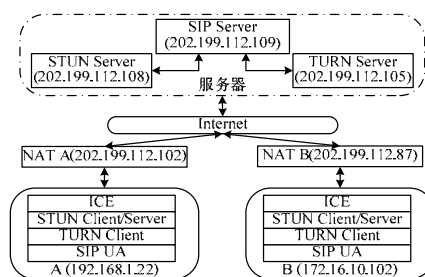 SIP Server
(202.199.112.109)
STUN Server
(202.199.112.108)
TURN Server
(202.199.112.105)
服务器
Internet
NAT A(202.199.112.102)
NAT B(202.199.112.87)
ICE
STUN Client/Server
TURN Client
SIP UA
A (192.168.1.22)
ICE
STUN Client/Server
TURN Client
SIP UA
B (172.16.10.102)